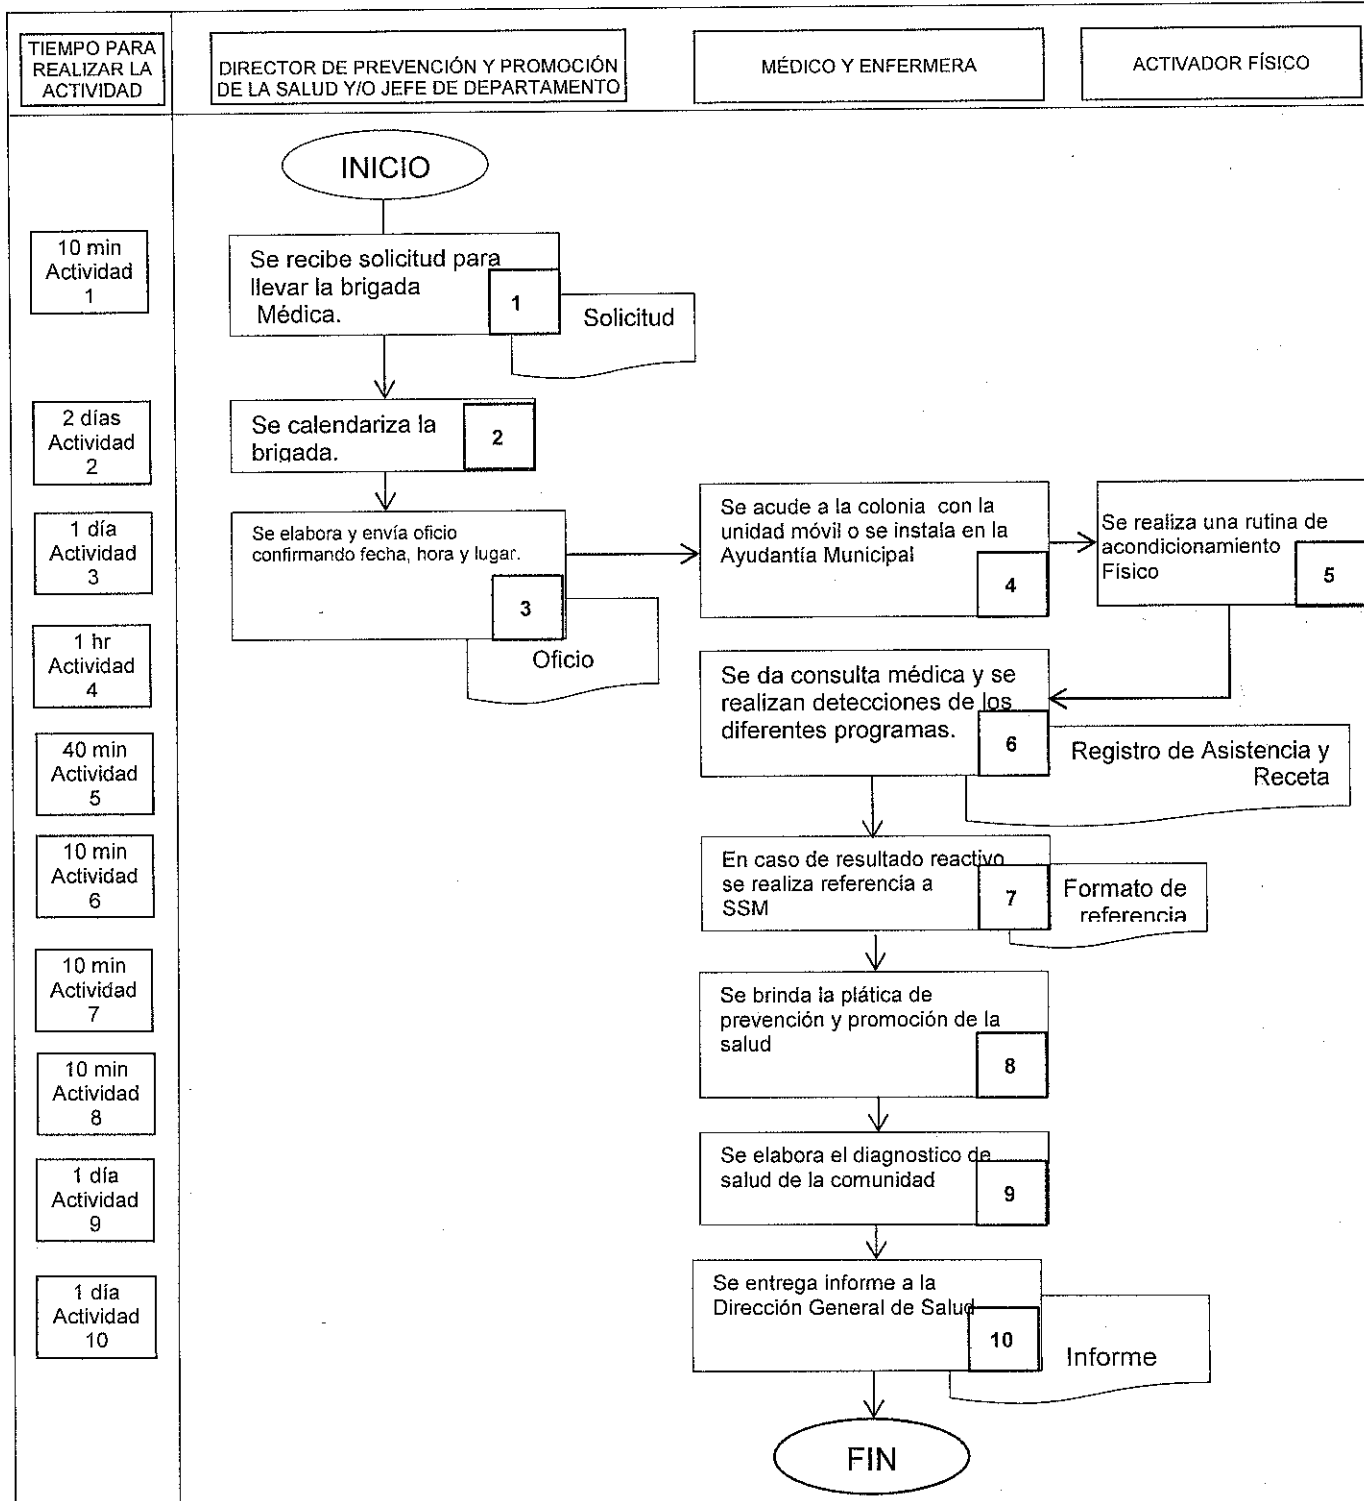 TIEMPO PARA
REALIZAR LA
ACTIVIDAD
DIRECTOR DE PREVENCIÓN Y PROMOCIÓN
DE LA SALUD Y/O JEFE DE DEPARTAMENTO
MÉDICO Y ENFERMERA
ACTIVADOR FÍSICO
INICIO
10 min
Actividad
1
Se recibe solicitud para
llevar la brigada
Médica.
1
Solicitud
2 días
Actividad
2
Se calendariza la
brigada.
2
1 día
Actividad
3
Se elabora y envía oficio
confirmando fecha, hora y lugar.
3
Oficio
Se acude a la colonia con la
unidad móvil o se instala en la
Ayudantía Municipal
4
Se realiza una rutina de
acondicionamiento
Físico
5
1 hr
Actividad
4
Se da consulta médica y se
realizan detecciones de los
diferentes programas.
6
Registro de Asistencia y
Receta
40 min
Actividad
5
10 min
Actividad
6
En caso de resultado reactivo
se realiza referencia a
SSM
7
Formato de
referencia
10 min
Actividad
7
Se brinda la plática de
prevención y promoción de la
salud
8
10 min
Actividad
8
1 día
Actividad
9
Se elabora el diagnostico de
salud de la comunidad
9
1 día
Actividad
10
Se entrega informe a la
Dirección General de Salud
10
Informe
FIN